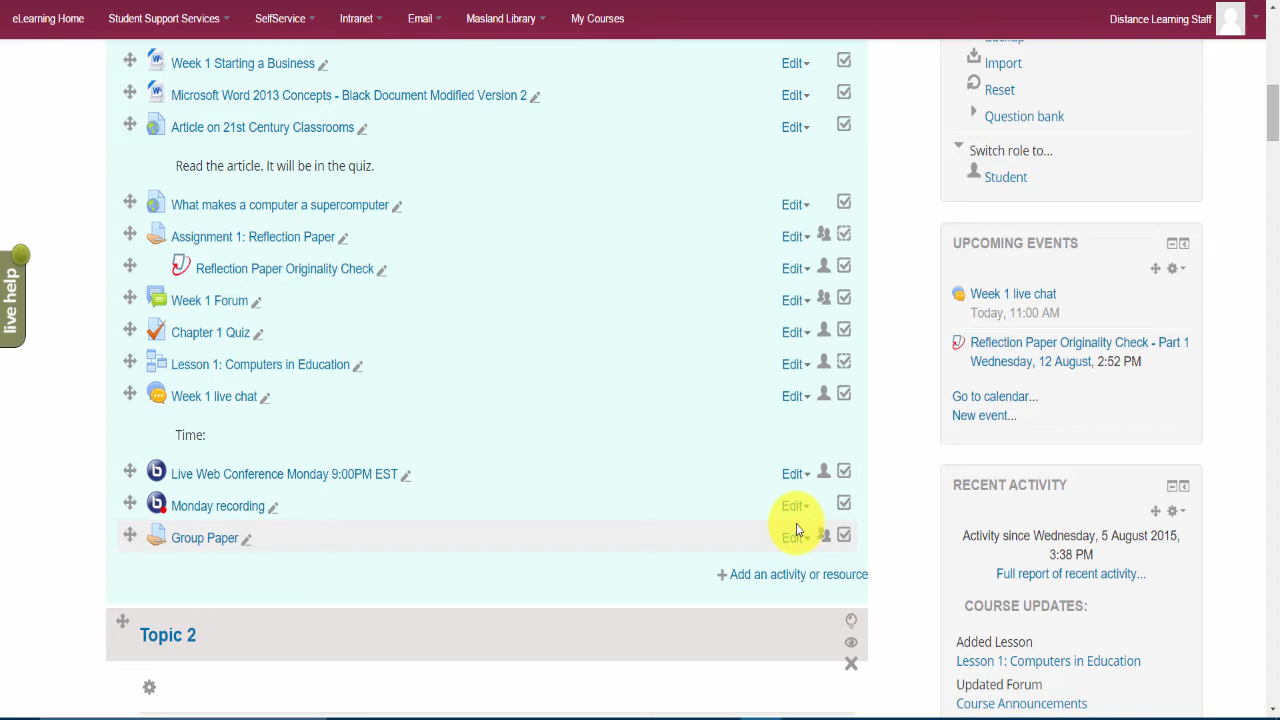 eLearning Home Student Support Services SelfService Intranet Email Masland Library My Courses Distance Learning Staff
Week 1 Starting a Business Edit
Microsoft Word 2013 Concepts - Black Document Modified Version 2 Edit
Article on 21st Century Classrooms Edit
Read the article. It will be in the quiz.
What makes a computer a supercomputer Edit
Assignment 1: Reflection Paper Edit
Reflection Paper Originality Check Edit
Week 1 Forum Edit
Chapter 1 Quiz Edit
Lesson 1: Computers in Education Edit
Week 1 live chat Edit
Time:
Live Web Conference Monday 9:00PM EST Edit
Monday recording Edit
Group Paper Edit
Add an activity or resource
Topic 2
live help
Backup
Import
Reset
Question bank
Switch role to...
Student
UPCOMING EVENTS
Week 1 live chat
Today, 11:00 AM
Reflection Paper Originality Check - Part 1
Wednesday, 12 August, 2:52 PM
Go to calendar...
New event...
RECENT ACTIVITY
Activity since Wednesday, 5 August 2015,
3:38 PM
Full report of recent activity...
COURSE UPDATES:
Added Lesson
Lesson 1: Computers in Education
Updated Forum
Course Announcements